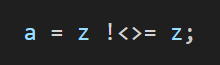 a = z !<>= z;